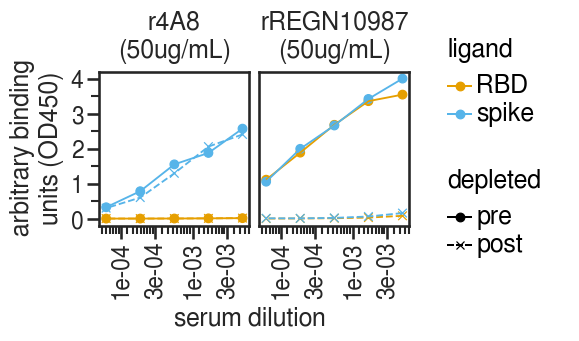 r4A8
(50ug/mL)
rREGN10987
(50ug/mL)
arbitrary binding
units (OD450)
4
3
2
1
0
1e-04
3e-04
1e-03
3e-03
1e-04
3e-04
1e-03
3e-03
serum dilution
ligand
RBD
spike
depleted
pre
post